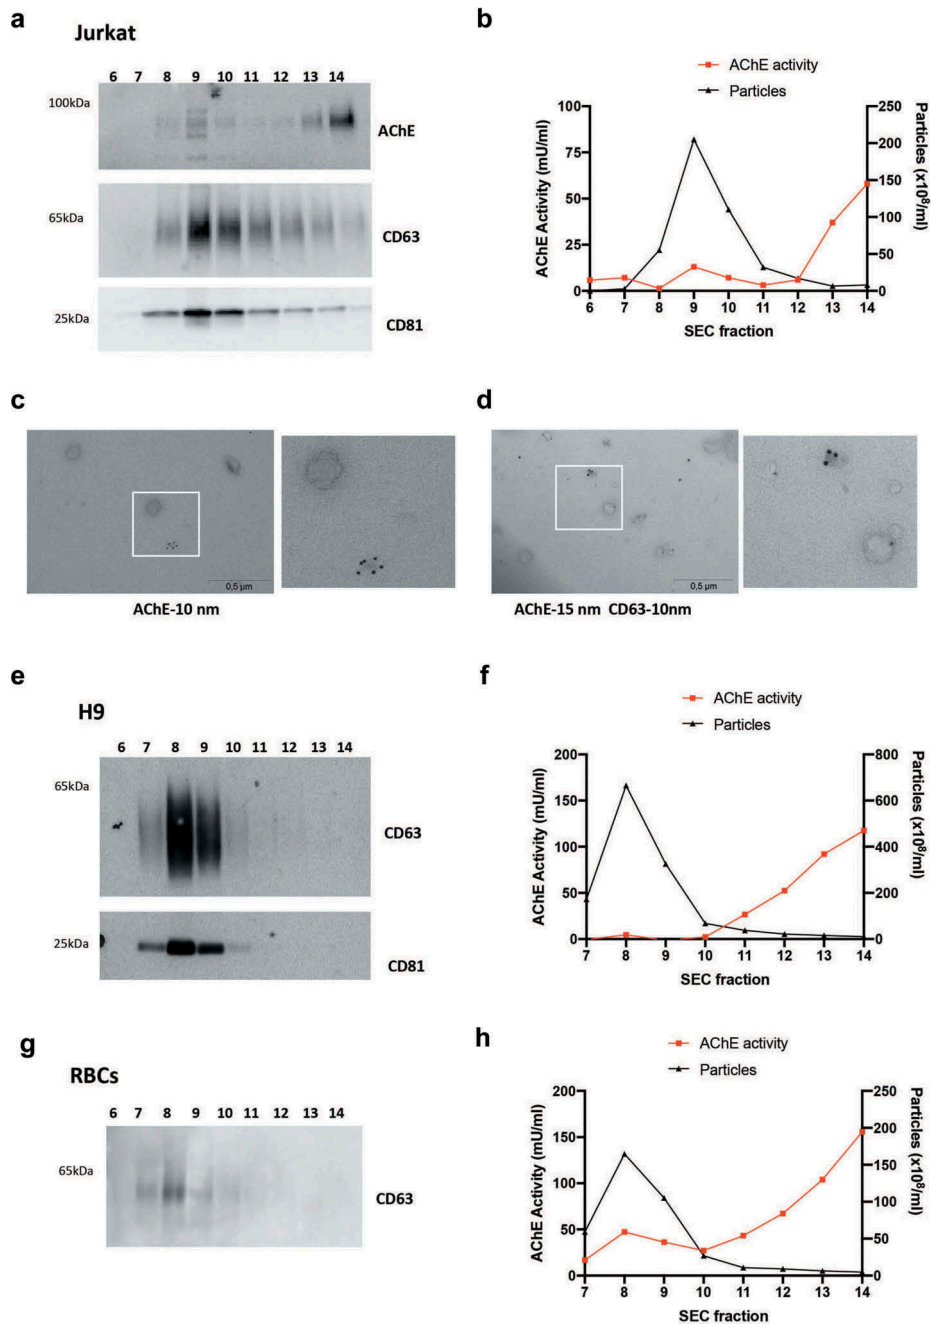 a
Jurkat
6 7 8 9 10 11 12 13 14
100kDa
AChE
65kDa
CD63
25kDa
CD81
b
AChE activity
Particles
AChE Activity (mU/ml)
100
75
50
25
0
Particles (x10⁸/ml)
250
200
150
100
50
0
6 7 8 9 10 11 12 13 14
SEC fraction
c
0,5 µm
AChE-10 nm
d
0,5 µm
AChE-15 nm CD63-10nm
e
H9
6 7 8 9 10 11 12 13 14
65kDa
CD63
25kDa
CD81
f
AChE activity
Particles
AChE Activity (mU/ml)
200
150
100
50
0
Particles (x10⁸/ml)
800
600
400
200
0
7 8 9 10 11 12 13 14
SEC fraction
g
RBCs
6 7 8 9 10 11 12 13 14
65kDa
CD63
h
AChE activity
Particles
AChE Activity (mU/ml)
200
150
100
50
0
Particles (x10⁸/ml)
250
200
150
100
50
0
7 8 9 10 11 12 13 14
SEC fraction